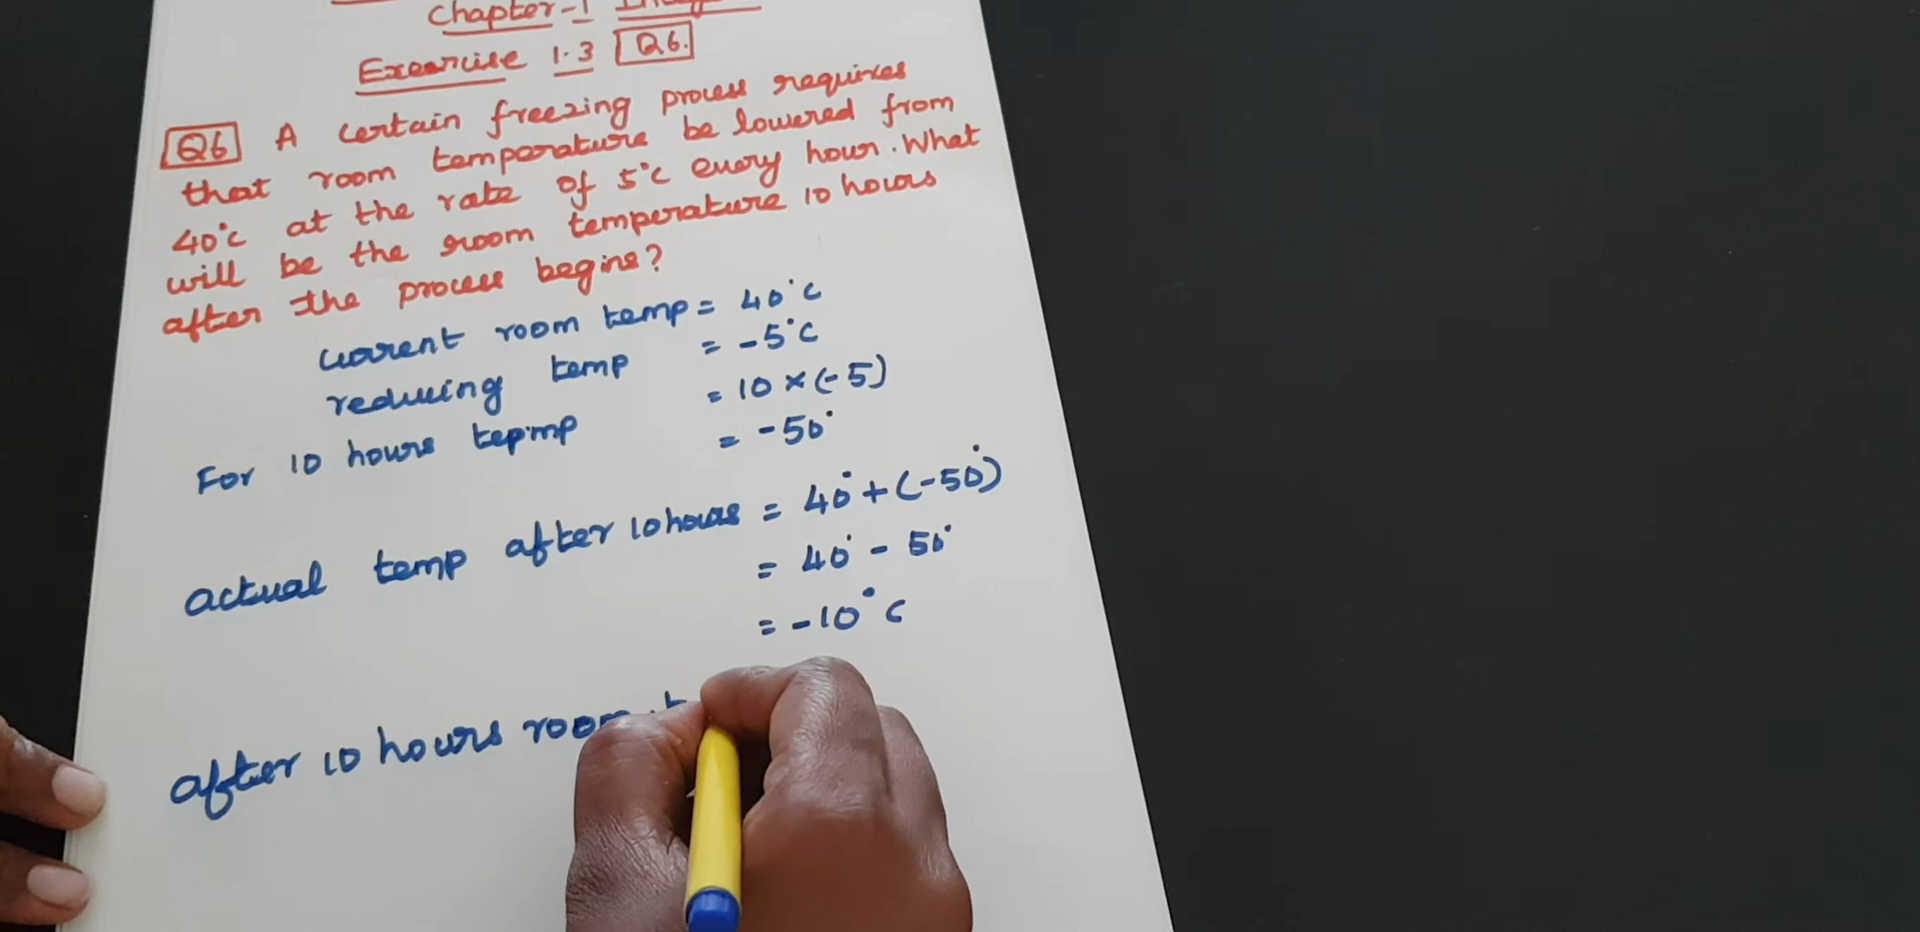 Chapter-1
Exercise 1.3 Q6.
Q6 A certain freezing process requires
that room temperature be lowered from
40°c at the rate of 5°c every hour. What
will be the room temperature 10 hours
after the process begins?
current room temp = 40°c
reducing temp = -5°c
For 10 hours tepmp = 10 × (-5)
= -50°
actual temp after 10 hours = 40° + (-50°)
= 40° - 50°
= -10°c
after 10 hours room t